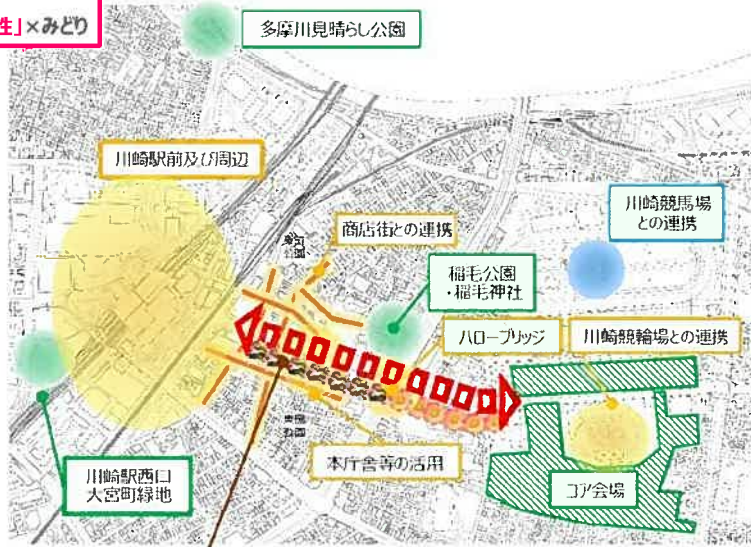 性」×みどり
多摩川見晴らし公園
川崎駅前及び周辺
川崎競馬場
との連携
商店街との連携
稲毛公園
・稲毛神社
ハローブリッジ
川崎競輪場との連携
本庁舎等の活用
川崎駅西口
大宮町緑地
コア会場